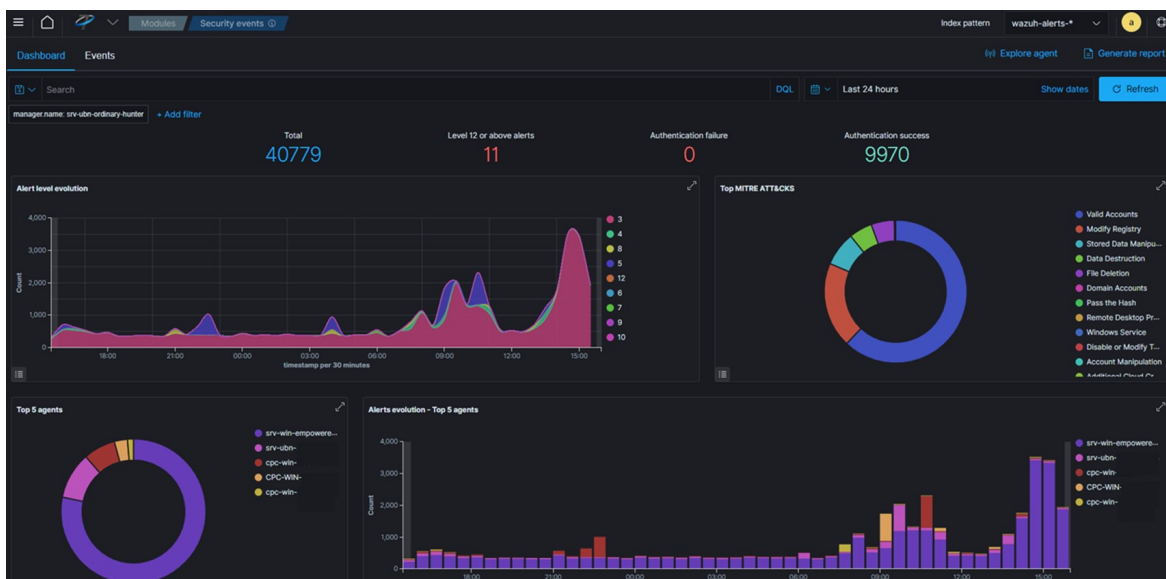 Modules Security events Index pattern wazuh-alerts-* a
Dashboard Events Explore agent Generate report
Search DQL Last 24 hours Show dates Refresh
manager.name: srv-ubn-ordinary-hunter + Add filter
Total Level 12 or above alerts Authentication failure Authentication success
40779 11 0 9970
Alert level evolution
4,000
3,000
2,000
1,000
0
Count
18:00 21:00 00:00 03:00 06:00 09:00 12:00 15:00
timestamp per 30 minutes
3
4
8
5
12
6
7
9
10
Top MITRE ATT&CKS
Valid Accounts
Modify Registry
Stored Data Manipu...
Data Destruction
File Deletion
Domain Accounts
Pass the Hash
Remote Desktop Pr...
Windows Service
Disable or Modify T...
Account Manipulation
Additional Cloud Cr...
Top 5 agents
srv-win-empowere...
srv-ubn-
cpc-win-
CPC-WIN-
cpc-win-
Alerts evolution - Top 5 agents
4,000
3,000
2,000
1,000
0
Count
18:00 21:00 00:00 03:00 06:00 09:00 12:00 15:00
srv-win-empowere...
srv-ubn-
cpc-win-
CPC-WIN-
cpc-win-